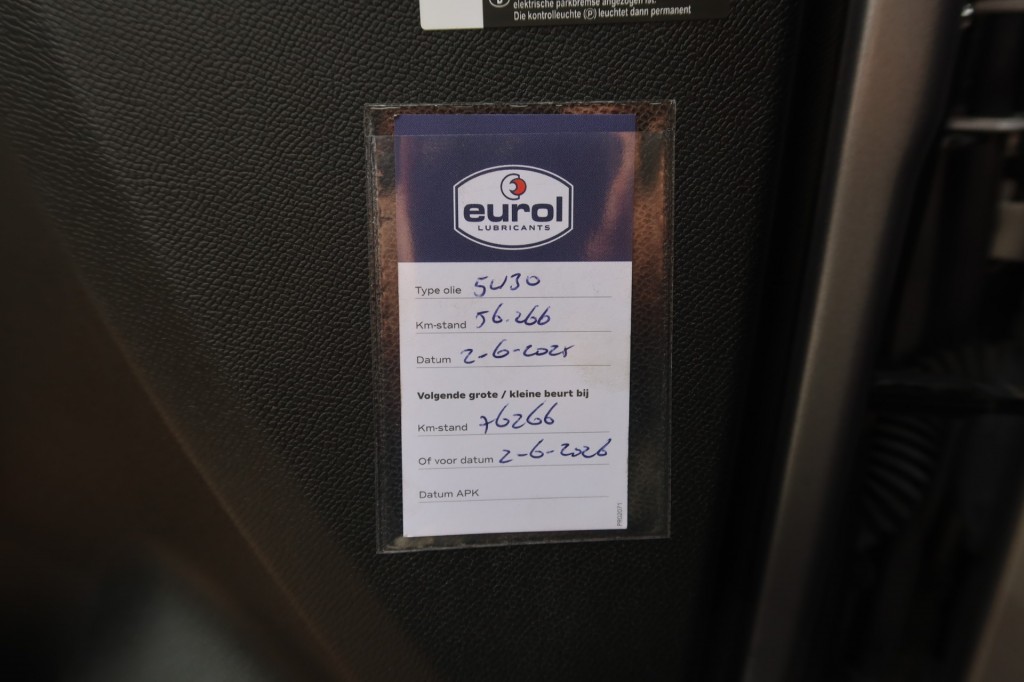 elektrische parkbremse angezogen ist.
Die kontrolleuchte (P) leuchtet dann permanent
eurol
LUBRICANTS
Type olie 5W30
Km-stand 56.266
Datum 2-6-2025
Volgende grote / kleine beurt bij
Km-stand 76266
Of voor datum 2-6-2026
Datum APK